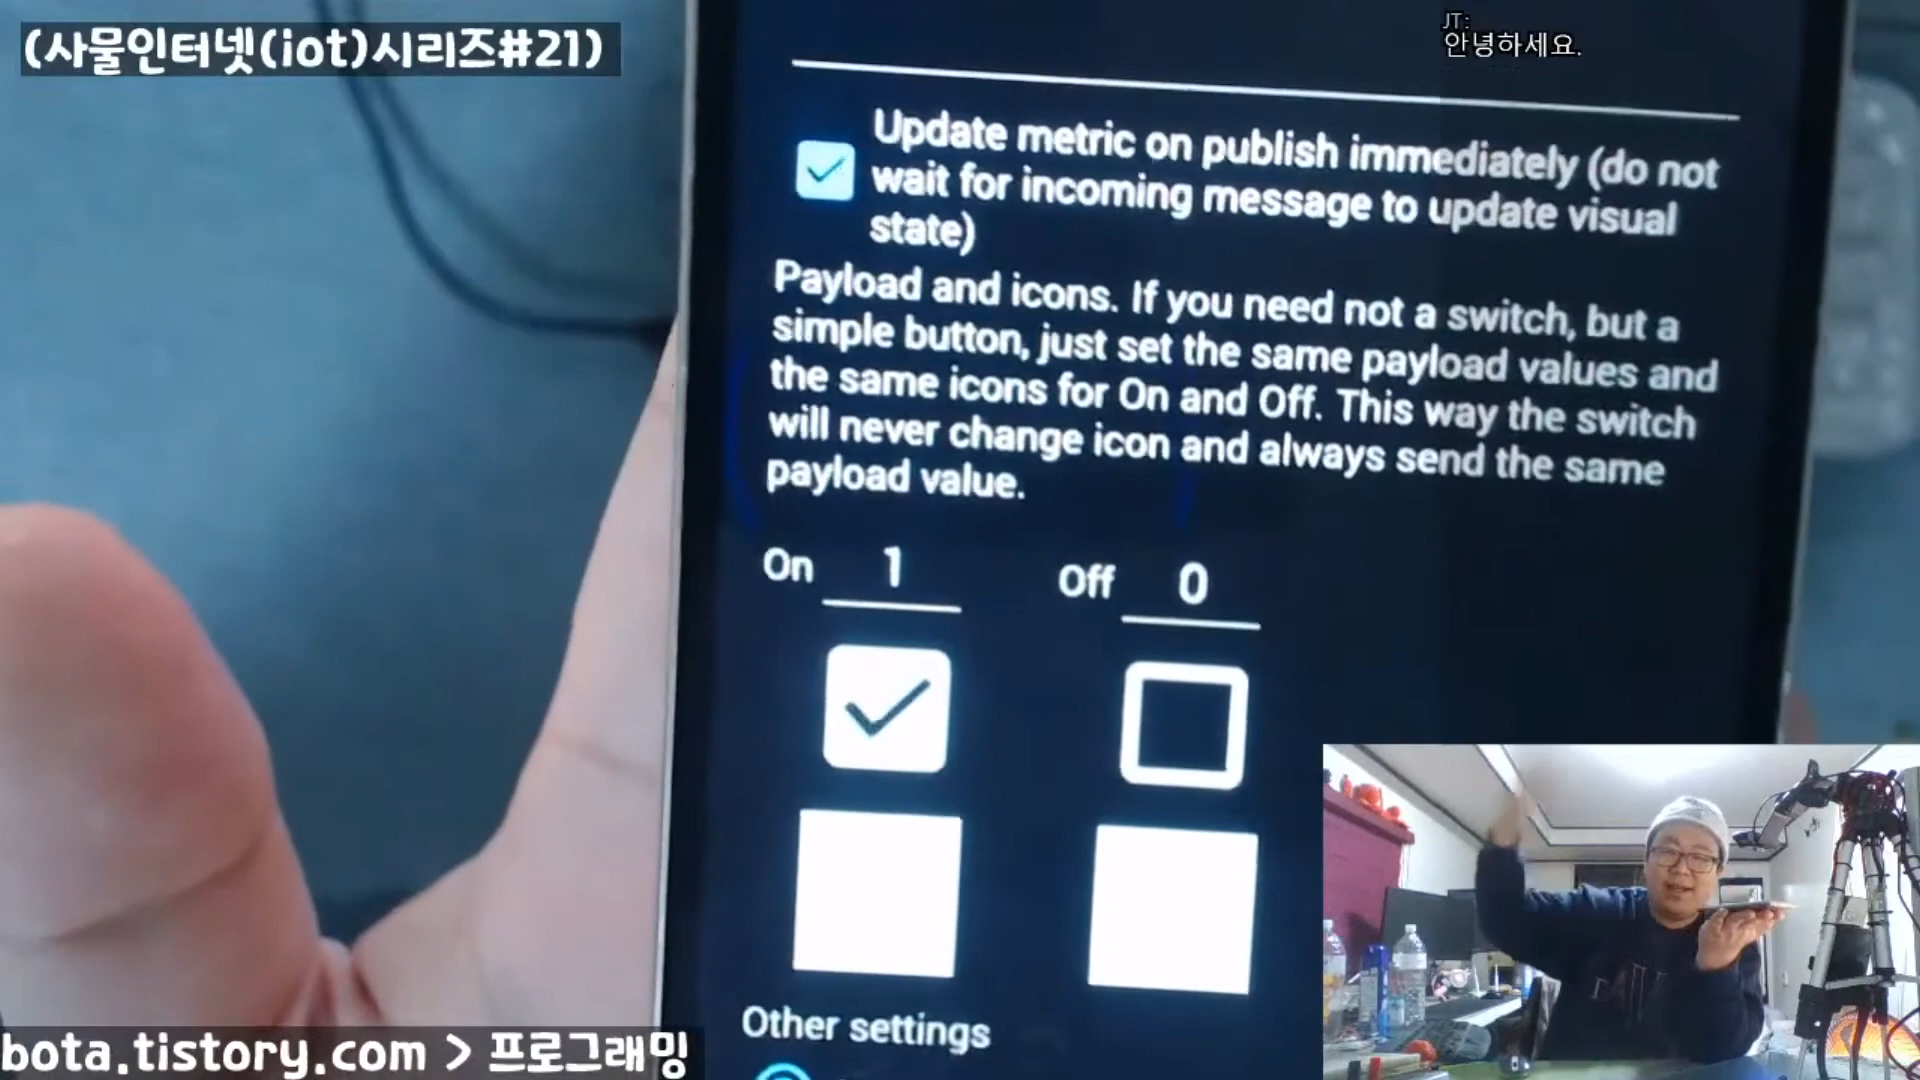 (사물인터넷(iot)시리즈#21)
JT:
안녕하세요.
Update metric on publish immediately (do not
wait for incoming message to update visual
state)
Payload and icons. If you need not a switch, but a
simple button, just set the same payload values and
the same icons for On and Off. This way the switch
will never change icon and always send the same
payload value.
On 1 Off 0
Other settings
bota.tistory.com > 프로그래밍